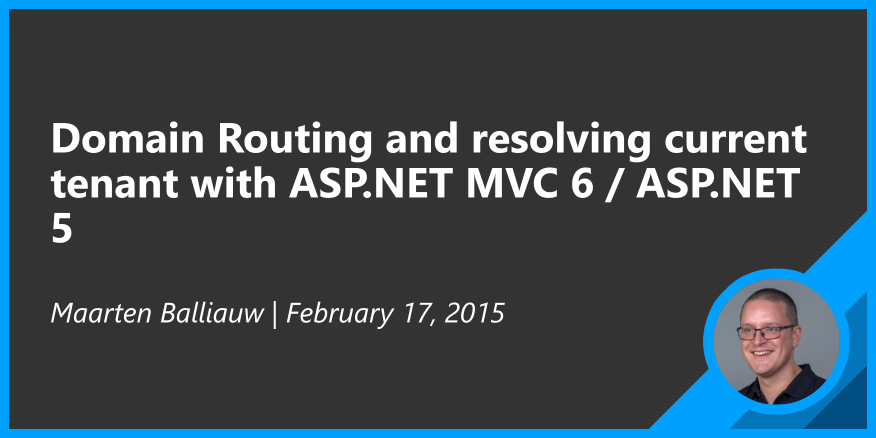 Domain Routing and resolving current
tenant with ASP.NET MVC 6 / ASP.NET
5
Maarten Balliauw | February 17, 2015